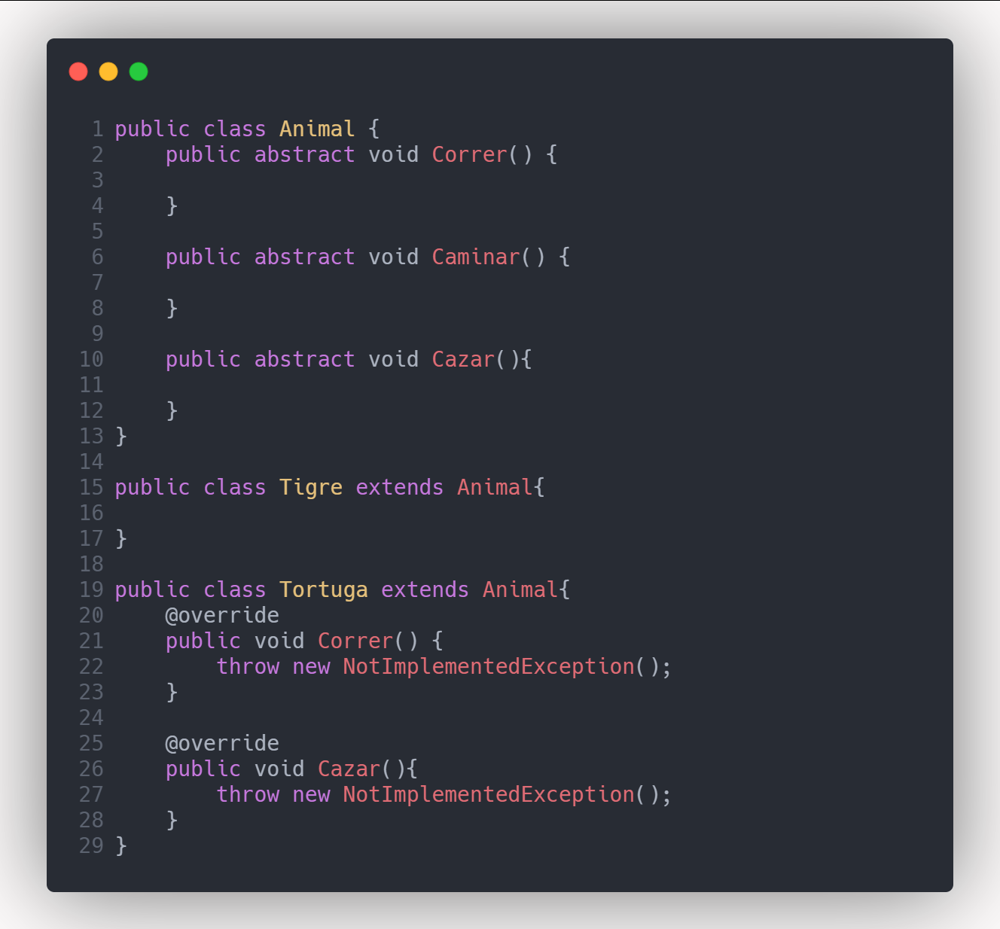 1 public class Animal {
2     public abstract void Correr() {
3
4     }
5
6     public abstract void Caminar() {
7
8     }
9
10     public abstract void Cazar(){
11
12     }
13 }
14
15 public class Tigre extends Animal{
16
17 }
18
19 public class Tortuga extends Animal{
20     @override
21     public void Correr() {
22         throw new NotImplementedException();
23     }
24
25     @override
26     public void Cazar(){
27         throw new NotImplementedException();
28     }
29 }